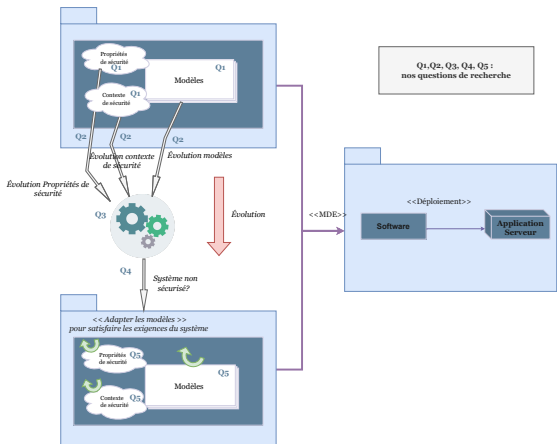 Propriétés
de sécurité
Q1
Q1
Modèles
Contexte
de sécurité
Q1
Q1,Q2, Q3, Q4, Q5 :
nos questions de recherche
Q2
Q2
Q2
Évolution contexte
de sécurité
Évolution modèles
Évolution Propriétés de
sécurité
Q3
Évolution
<<MDE>>
<<Déploiement>>
Software
Application
Serveur
Q4
Système non
sécurisé?
<< Adapter les modèles >>
pour satisfaire les exigences du système
Propriétés
de sécurité
Q5
Q5
Modèles
Contexte
de sécurité
Q5